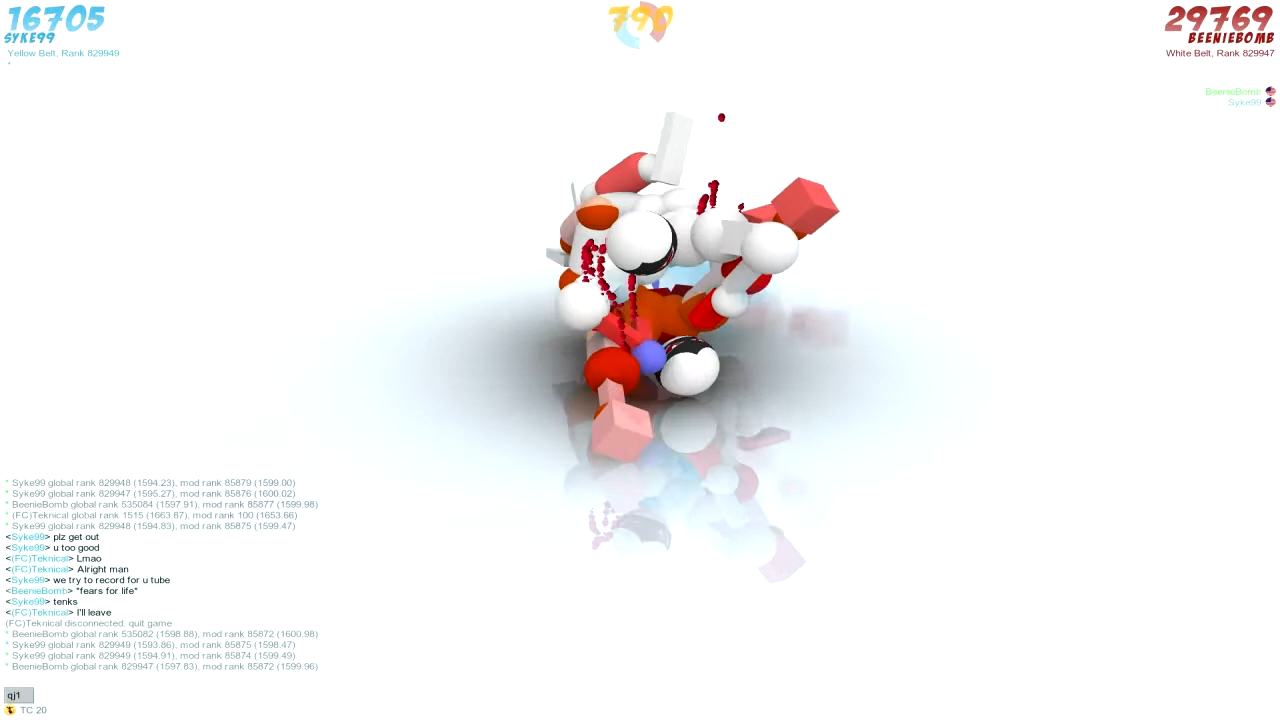 16705
SYKE99
Yellow Belt, Rank 829949
790
29769
BEENIEBOMB
White Belt, Rank 829947
BeenieBomb
Syke99
* Syke99 global rank 829948 (1594.23), mod rank 85879 (1599.00)
* Syke99 global rank 829947 (1595.27), mod rank 85876 (1600.02)
* BeenieBomb global rank 535084 (1597.91), mod rank 85877 (1599.98)
* (FC)Teknical global rank 1515 (1663.87), mod rank 100 (1653.66)
* Syke99 global rank 829948 (1594.83), mod rank 85875 (1599.47)
<Syke99> plz get out
<Syke99> u too good
<(FC)Teknical> Lmao
<(FC)Teknical> Alright man
<Syke99> we try to record for u tube
<BeenieBomb> *fears for life*
<Syke99> tenks
<(FC)Teknical> I'll leave
(FC)Teknical disconnected: quit game
* BeenieBomb global rank 535082 (1598.88), mod rank 85872 (1600.98)
* Syke99 global rank 829949 (1593.86), mod rank 85875 (1598.47)
* Syke99 global rank 829949 (1594.91), mod rank 85874 (1599.49)
* BeenieBomb global rank 829947 (1597.83), mod rank 85872 (1599.96)
qj1
TC 20